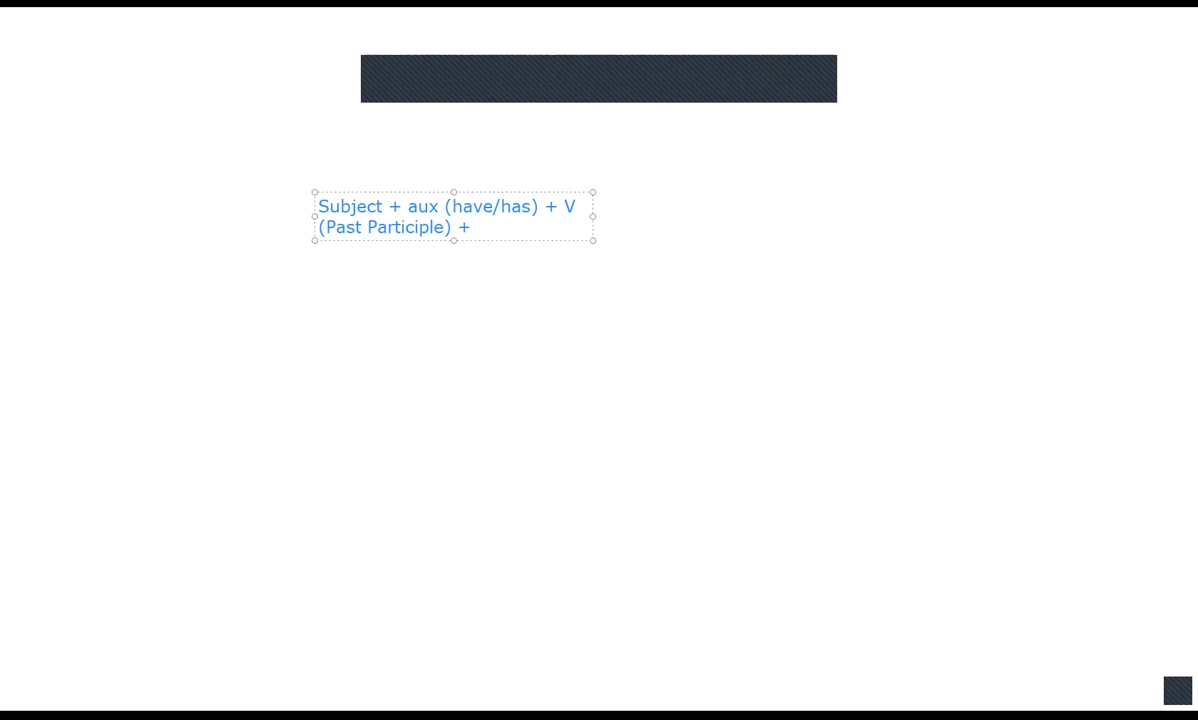 Subject + aux (have/has) + V
(Past Participle) +